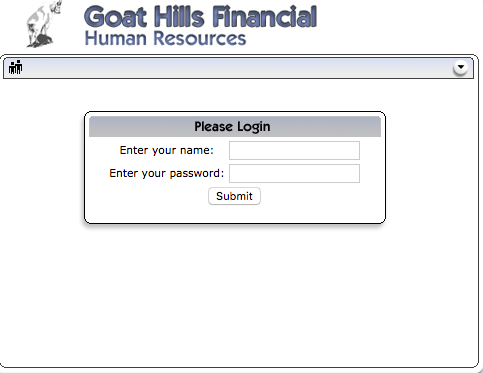 Goat Hills Financial
Human Resources
Please Login
Enter your name:
Enter your password:
Submit